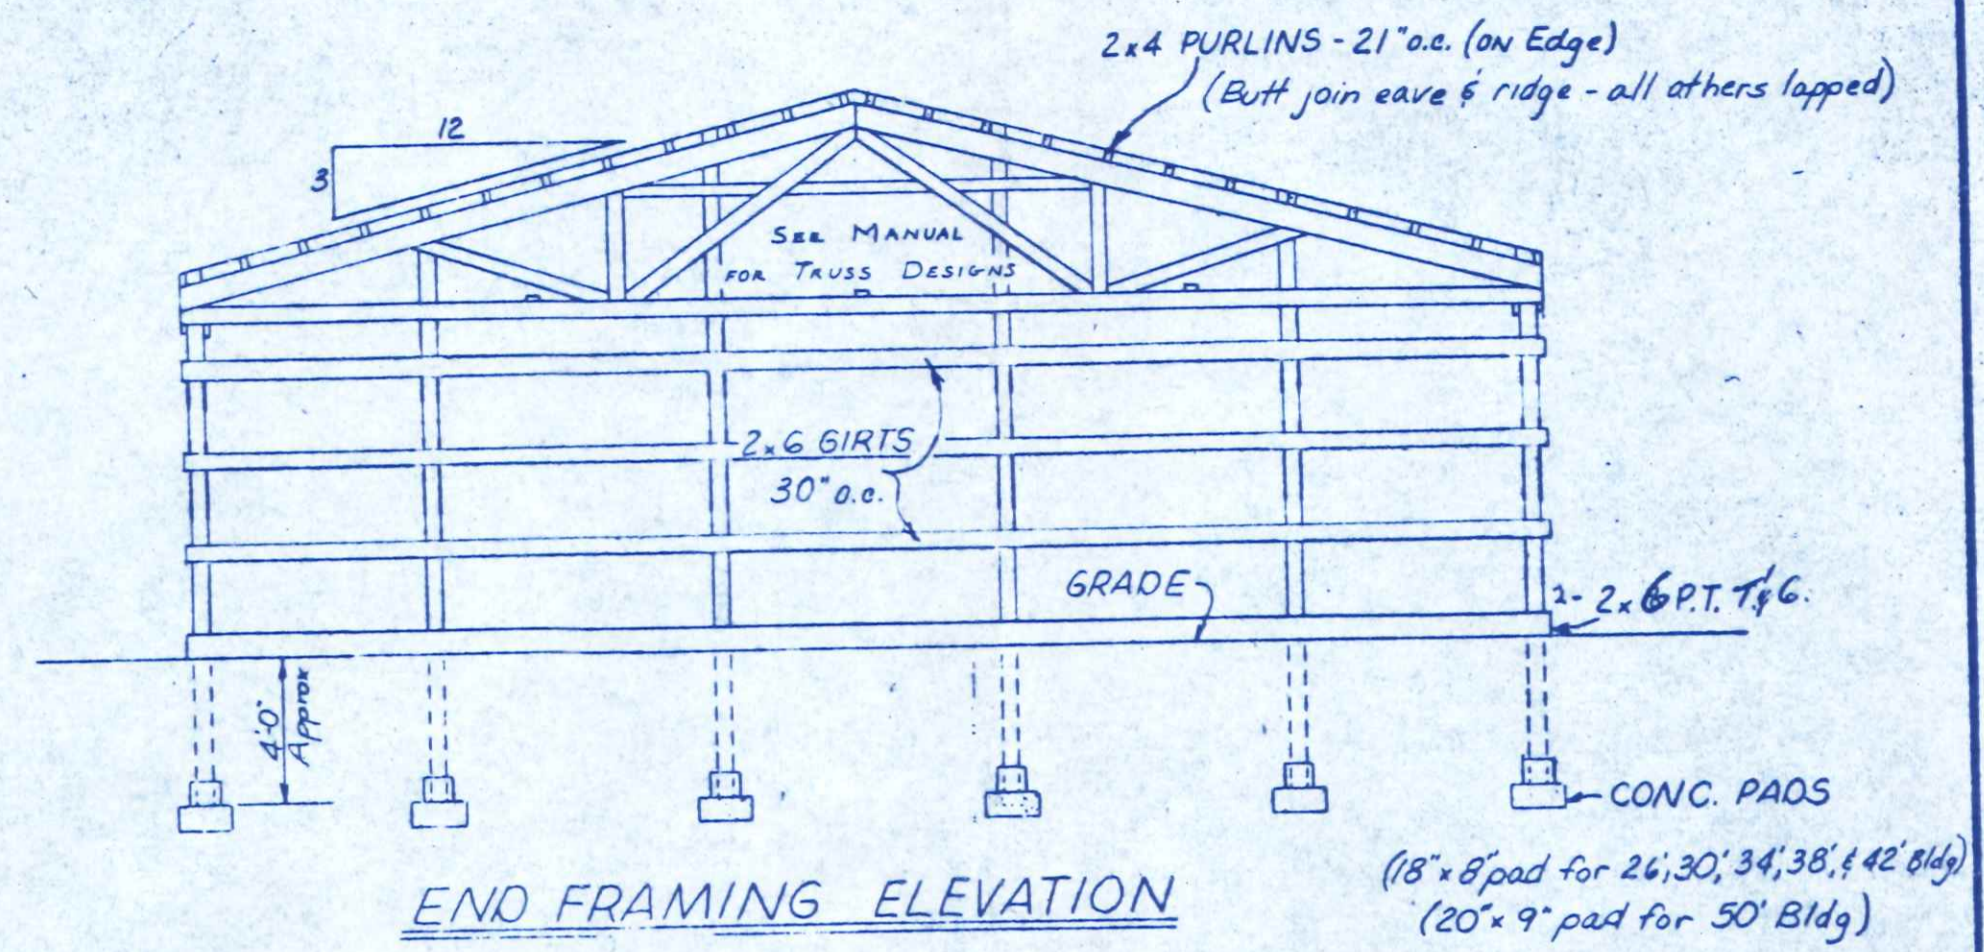 2x4 PURLINS - 21" o.c. (ON Edge)
(Butt join eave & ridge - all others lapped)
12
3
SEE MANUAL
FOR TRUSS DESIGNS
2x6 GIRTS
30" o.c.
GRADE
2- 2x6 P.T. T.&G.
4'-0"
Approx
CONC. PADS
(18" x 8" pad for 26', 30', 34', 38', & 42' Bldg)
(20" x 9" pad for 50' Bldg)
END FRAMING ELEVATION